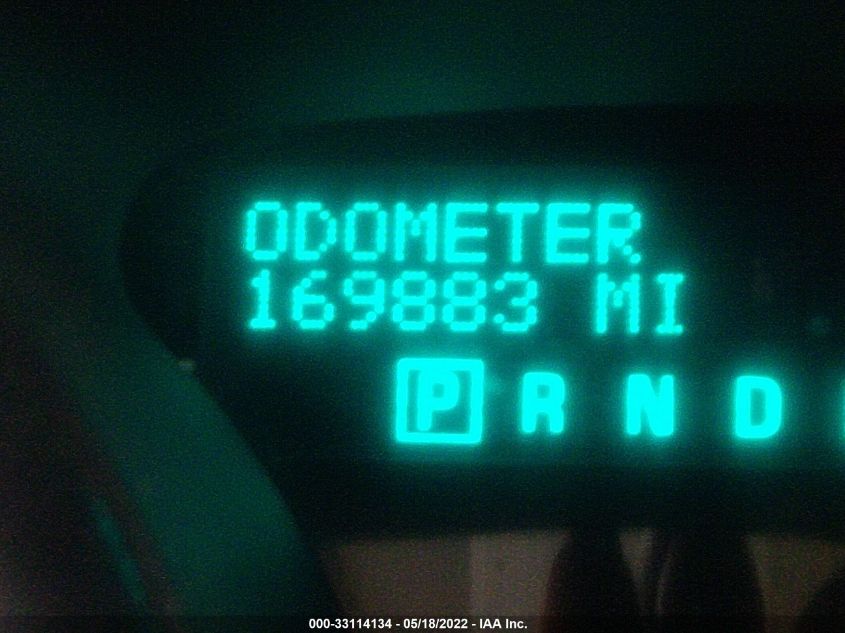 ODOMETER
169883 MI
P R N D
000-33114134 - 05/18/2022 - IAA Inc.